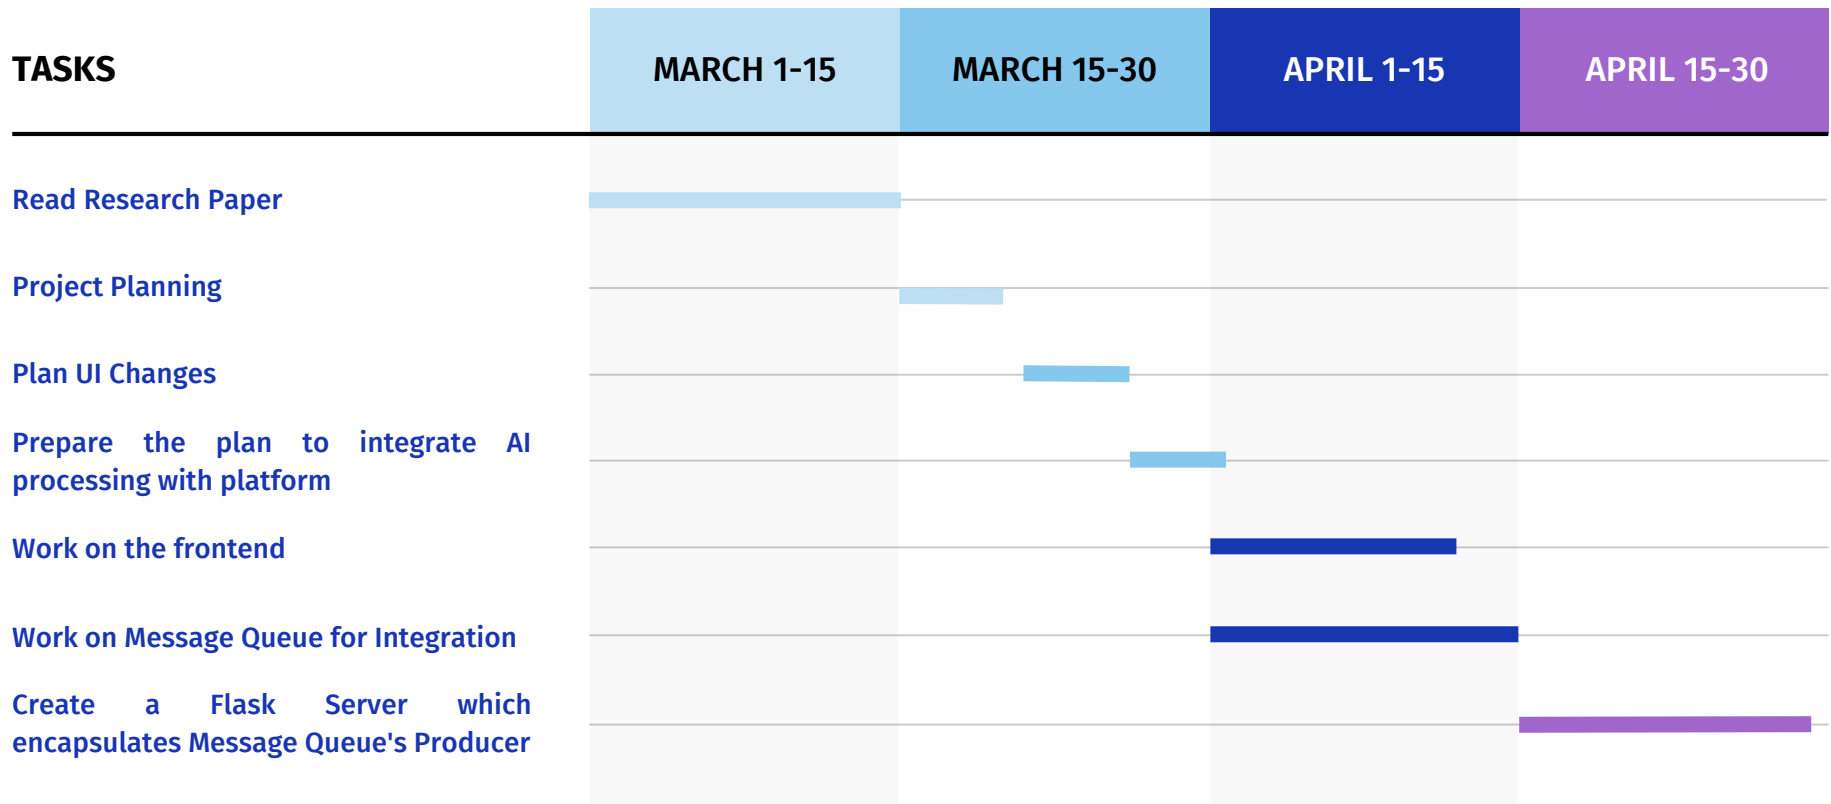 TASKS
MARCH 1-15
MARCH 15-30
APRIL 1-15
APRIL 15-30
Read Research Paper
Project Planning
Plan UI Changes
Prepare the plan to integrate AI
processing with platform
Work on the frontend
Work on Message Queue for Integration
Create a Flask Server which
encapsulates Message Queue's Producer